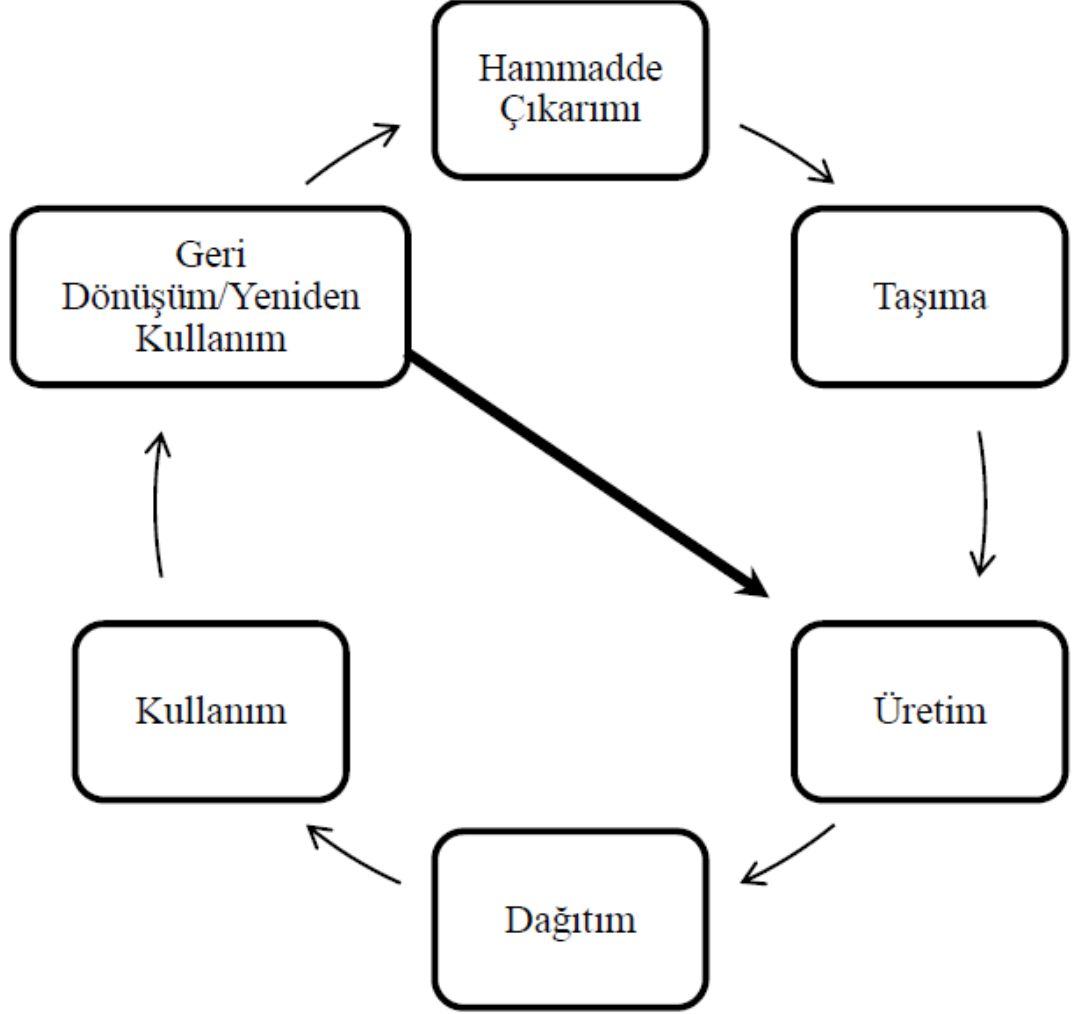 Hammadde
Çıkarımı
Taşıma
Üretim
Dağıtım
Kullanım
Geri
Dönüşüm/Yeniden
Kullanım